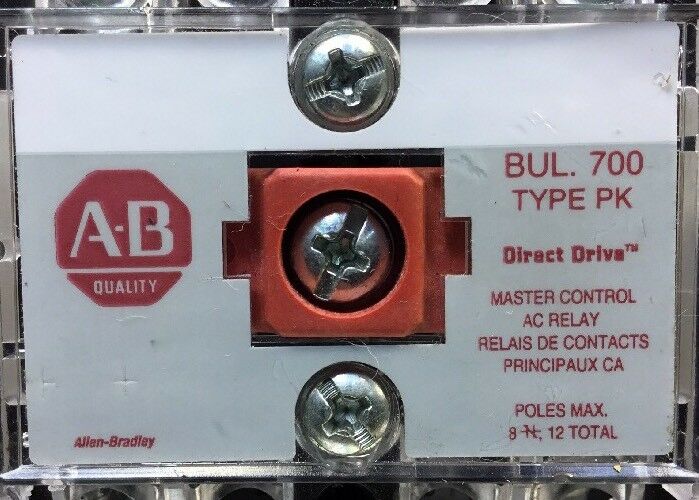 A-B
QUALITY
Allen-Bradley
BUL. 700
TYPE PK
Direct Drive™
MASTER CONTROL
AC RELAY
RELAIS DE CONTACTS
PRINCIPAUX CA
POLES MAX.
8 -|/|-, 12 TOTAL